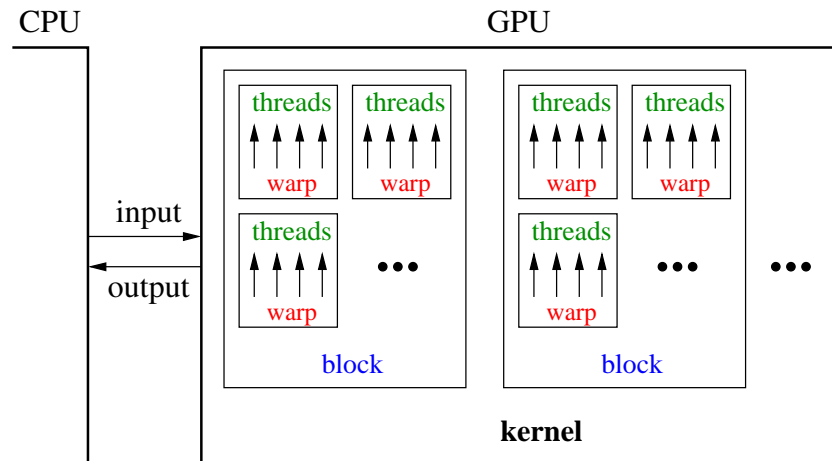 CPU
GPU
threads
threads
warp
warp
threads
•••
warp
block
threads
threads
warp
warp
threads
•••
warp
block
•••
input
output
kernel